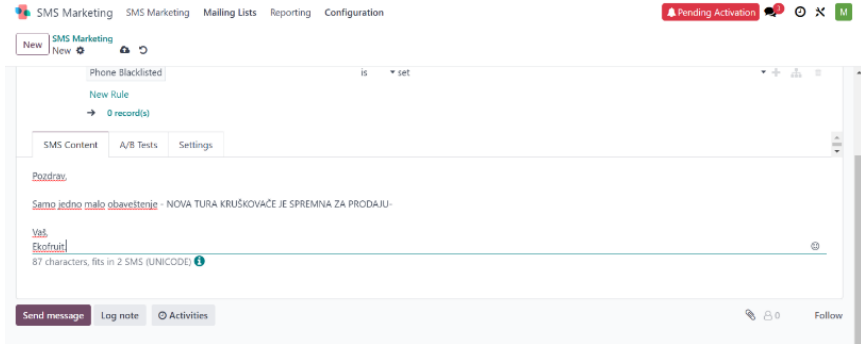 SMS Marketing SMS Marketing Mailing Lists Reporting Configuration Pending Activation 3 M
New SMS Marketing
New
Phone Blacklisted is set
New Rule
0 record(s)
SMS Content A/B Tests Settings
Pozdrav,
Samo jedno malo obaveštenje - NOVA TURA KRUŠKOVAČE JE SPREMNA ZA PRODAJU-
Vaš,
Ekofruit,
87 characters, fits in 2 SMS (UNICODE)
Send message Log note Activities 0 Follow